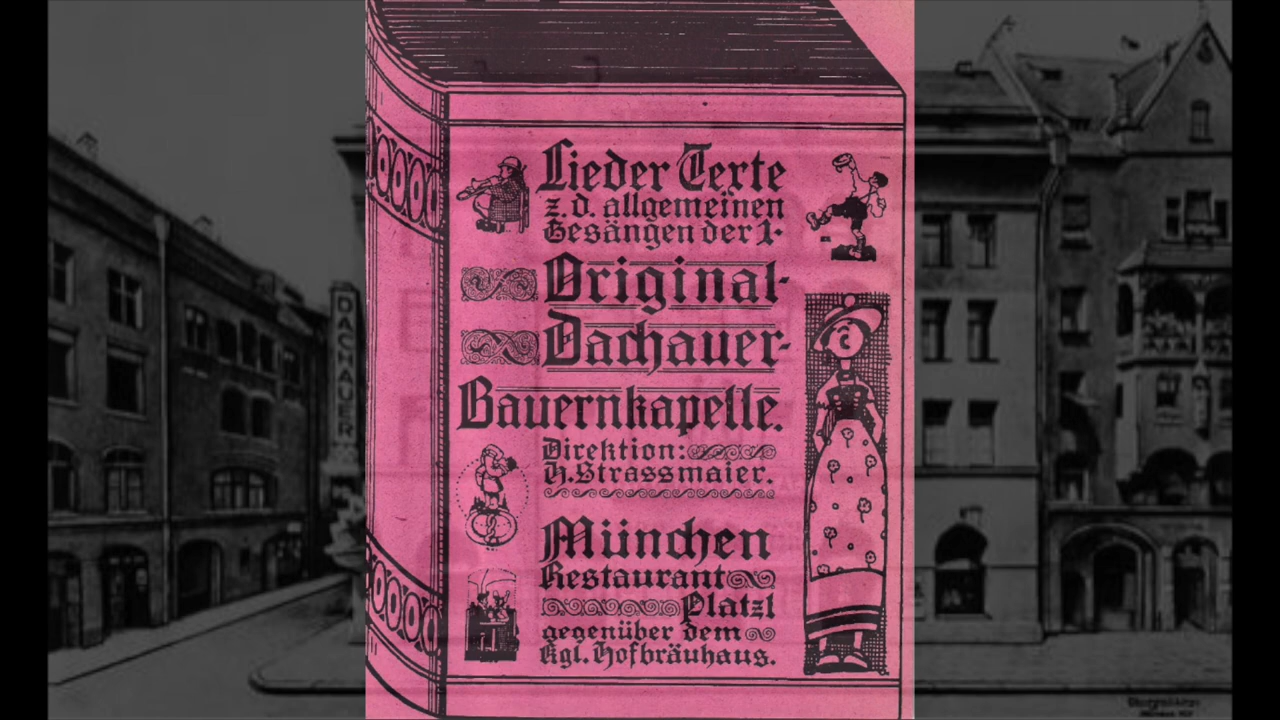 Lieder Texte
z. d. allgemeinen
Gesängen der 1.
Original-
Dachauer-
Bauernkapelle.
Direktion:
H. Strassmaier.
München
Restaurant
Platzl
gegenüber dem
Kgl. Hofbräuhaus.
DACHAUER